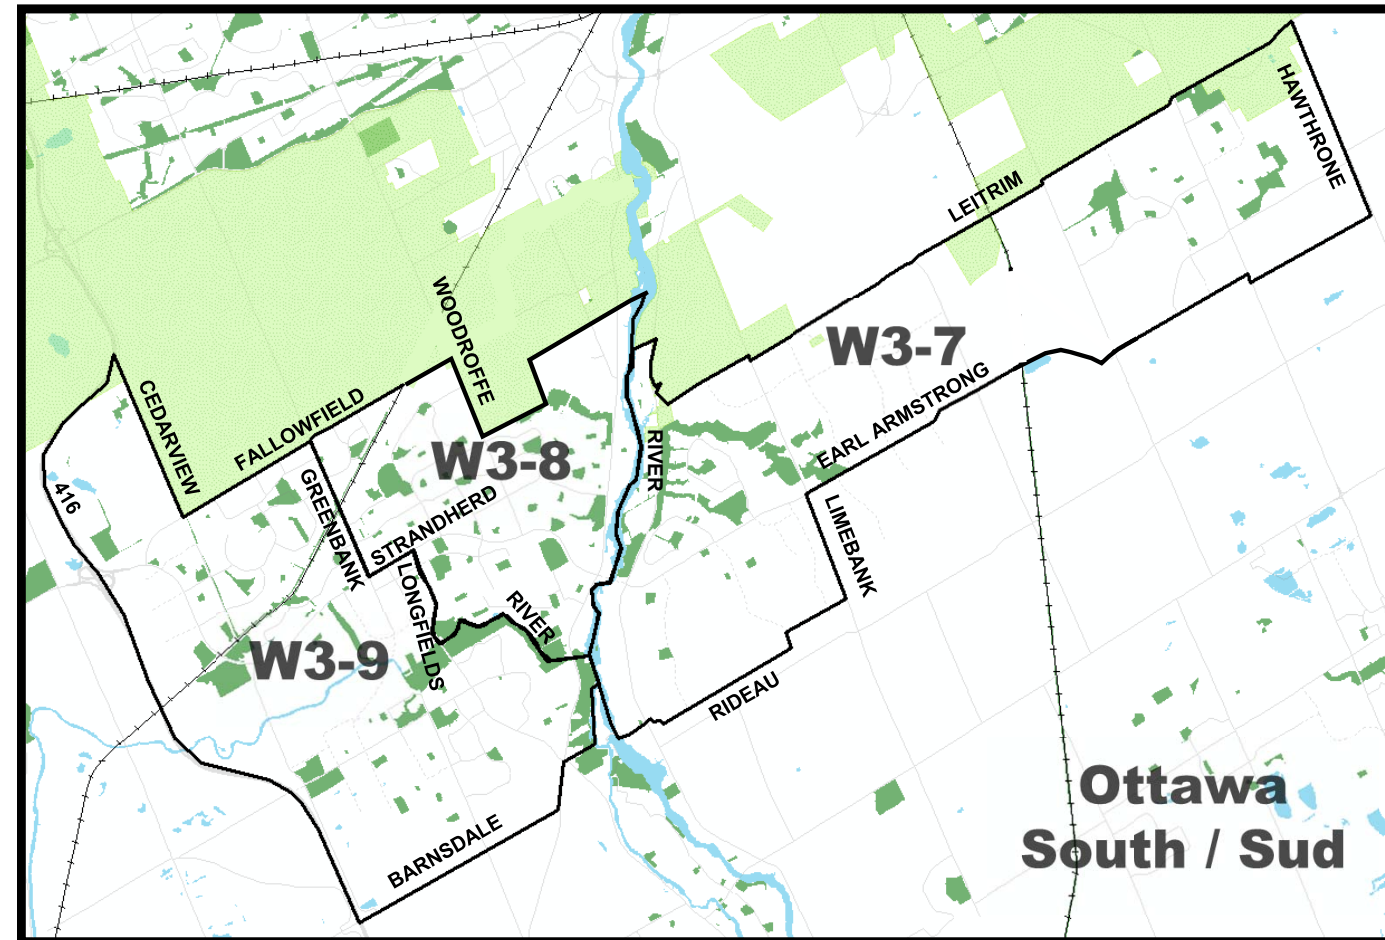 HAWTHRONE
LEITRIM
WOODROFFE
W3-7
CEDARVIEW
FALLOWFIELD
EARL ARMSTRONG
W3-8
RIVER
416
GREENBANK
STRANDHERD
LIMEBANK
LONGFIELDS
RIVER
W3-9
RIDEAU
Ottawa
South / Sud
BARNSDALE